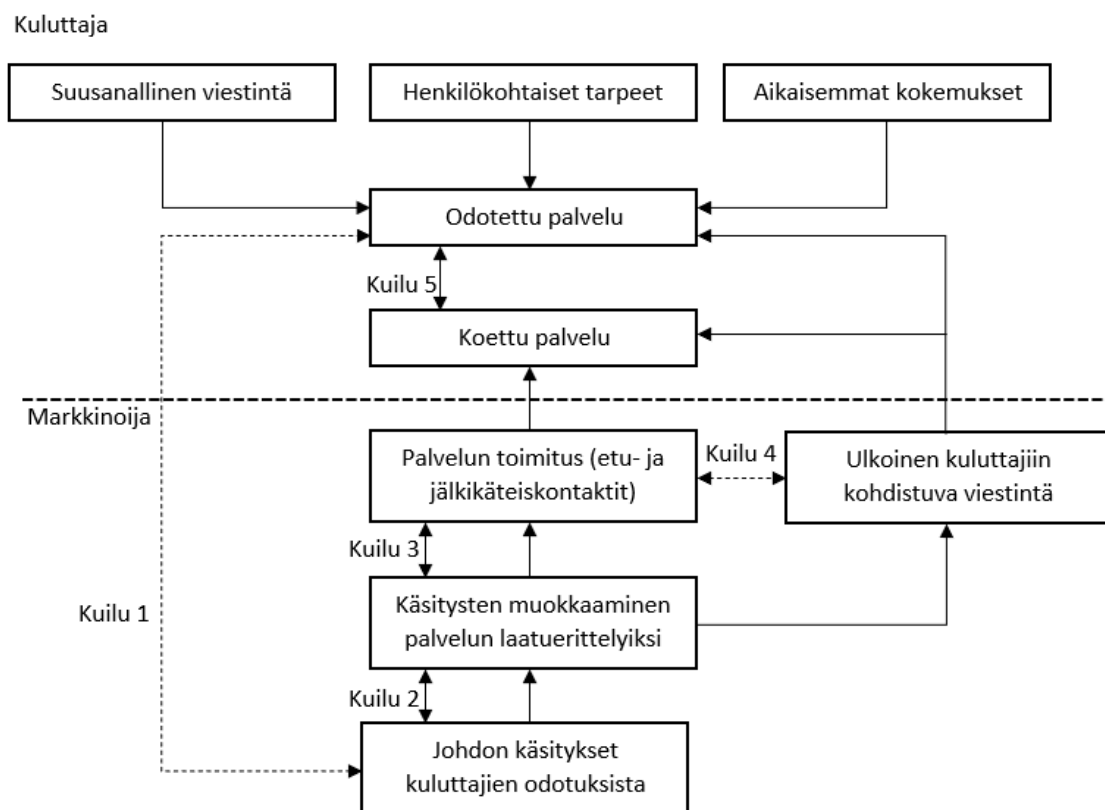 Kuluttaja
Suusanallinen viestintä
Henkilökohtaiset tarpeet
Aikaisemmat kokemukset
Odotettu palvelu
Kuilu 5
Koettu palvelu
Markkinoija
Palvelun toimitus (etu- ja
jälkikäteiskontaktit)
Kuilu 4
Ulkoinen kuluttajiin
kohdistuva viestintä
Kuilu 3
Käsitysten muokkaaminen
palvelun laatuerittelyiksi
Kuilu 1
Kuilu 2
Johdon käsitykset
kuluttajien odotuksista